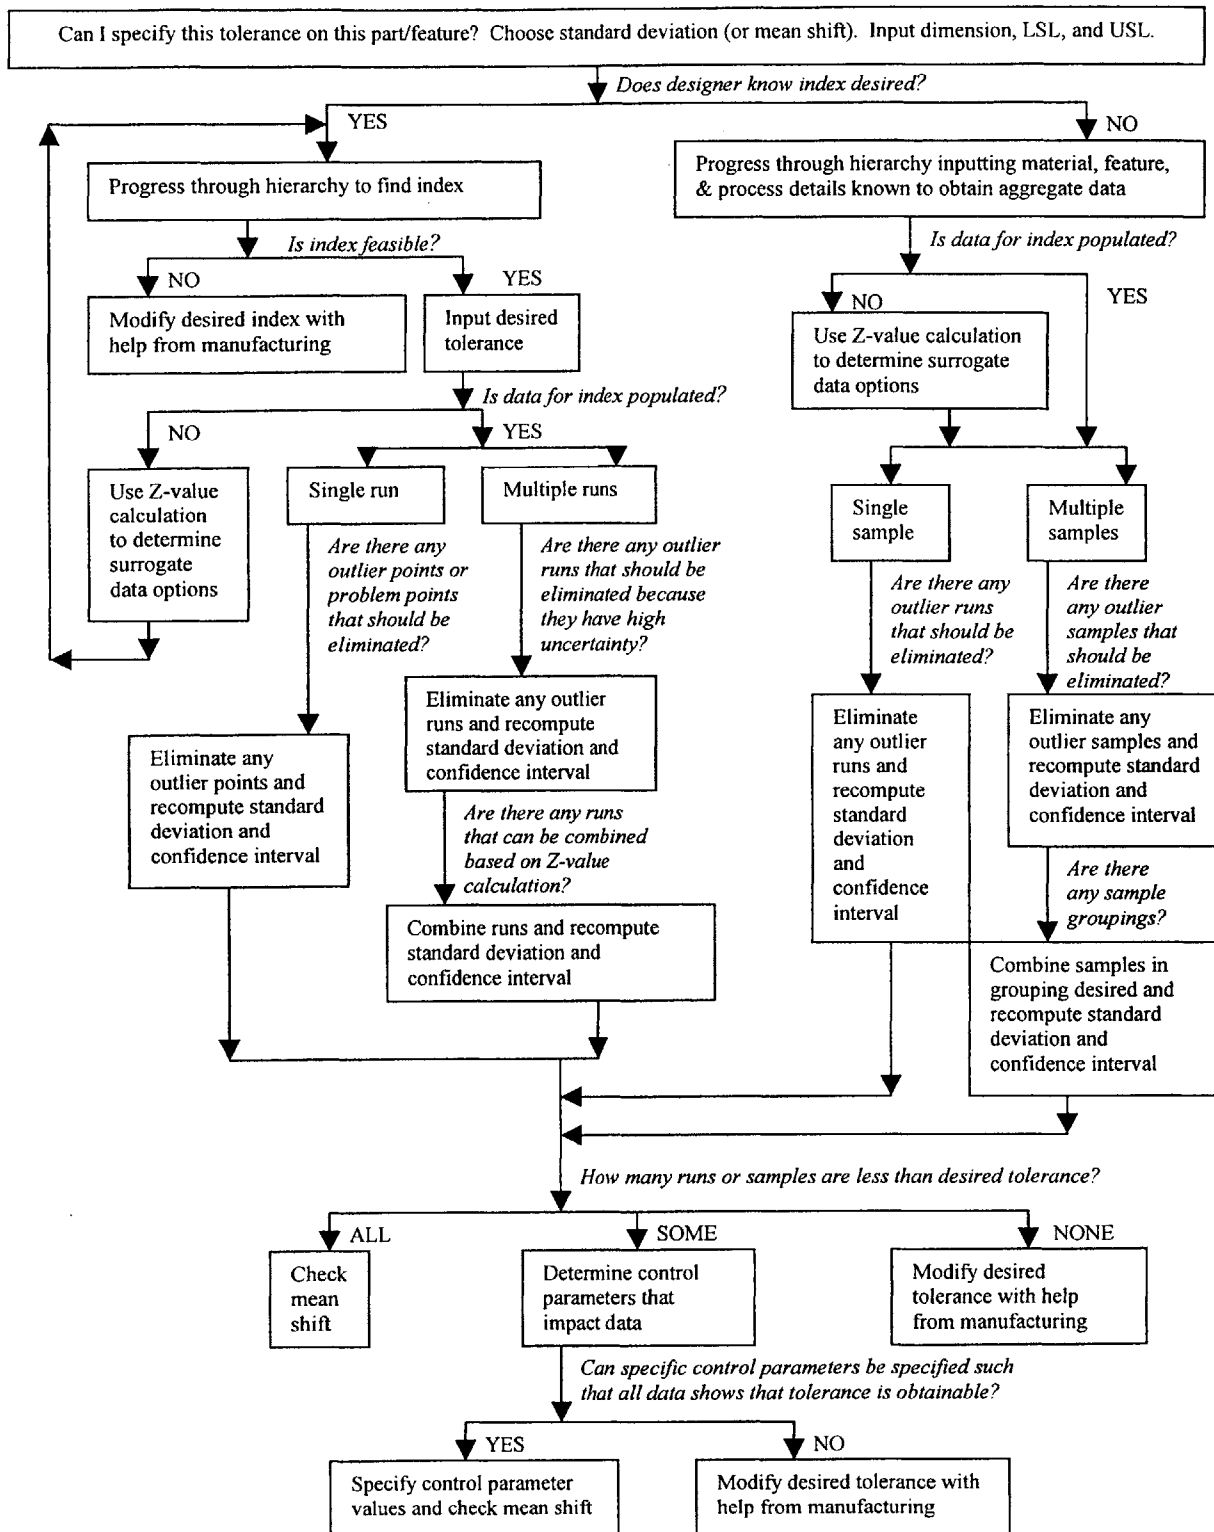 Can I specify this tolerance on this part/feature? Choose standard deviation (or mean shift). Input dimension, LSL, and USL.
Does designer know index desired?
YES
NO
Progress through hierarchy to find index
Progress through hierarchy inputting material, feature,
& process details known to obtain aggregate data
Is index feasible?
Is data for index populated?
NO
YES
NO
YES
Modify desired index with
help from manufacturing
Input desired
tolerance
Use Z-value calculation
to determine surrogate
data options
Is data for index populated?
NO
YES
Use Z-value
calculation
to determine
surrogate
data options
Single run
Multiple runs
Single
sample
Multiple
samples
Are there any
outlier points or
problem points
that should be
eliminated?
Are there any outlier
runs that should be
eliminated because
they have high
uncertainty?
Are there any
outlier runs
that should be
eliminated?
Are there
any outlier
samples that
should be
eliminated?
Eliminate any outlier
runs and recompute
standard deviation and
confidence interval
Eliminate any
outlier points and
recompute standard
deviation and
confidence interval
Eliminate
any outlier
runs and
recompute
standard
deviation
and
confidence
interval
Eliminate any
outlier samples and
recompute standard
deviation and
confidence interval
Are there any runs
that can be combined
based on Z-value
calculation?
Are there
any sample
groupings?
Combine runs and recompute
standard deviation and
confidence interval
Combine samples in
grouping desired and
recompute standard
deviation and
confidence interval
How many runs or samples are less than desired tolerance?
ALL
SOME
NONE
Check
mean
shift
Determine control
parameters that
impact data
Modify desired
tolerance with help
from manufacturing
Can specific control parameters be specified such
that all data shows that tolerance is obtainable?
YES
NO
Specify control parameter
values and check mean shift
Modify desired tolerance with
help from manufacturing